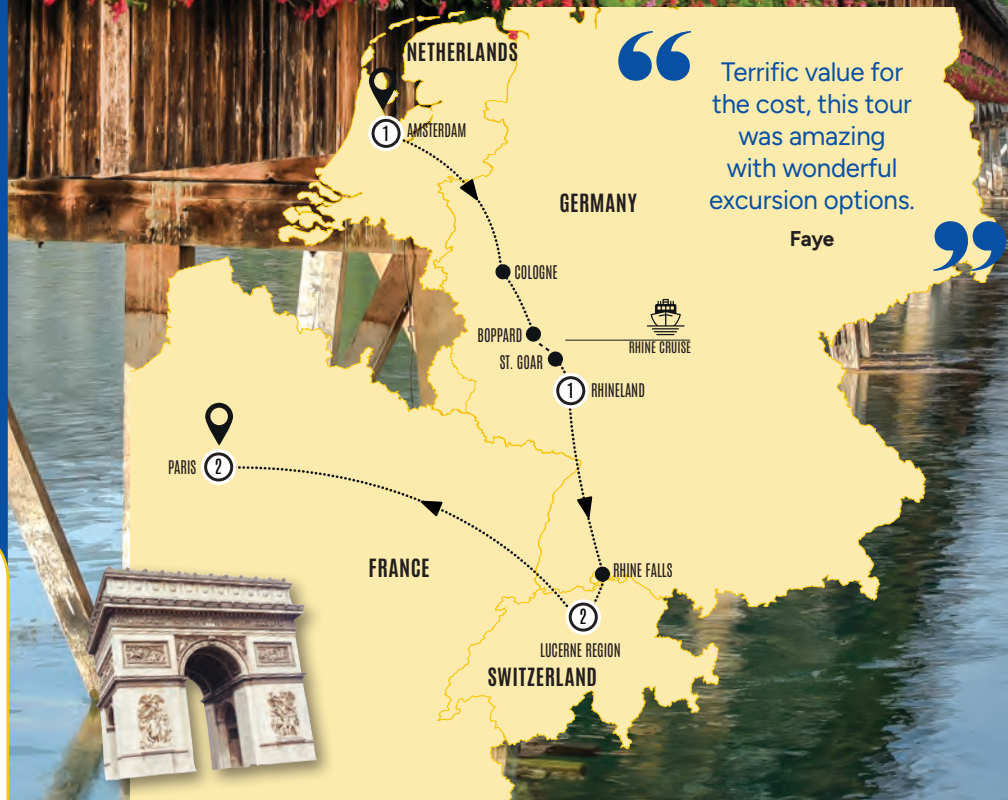 NETHERLANDS
1
AMSTERDAM
“
Terrific value for
the cost, this tour
was amazing
with wonderful
excursion options.
”
Faye
GERMANY
COLOGNE
BOPPARD
ST. GOAR
RHINE CRUISE
1
RHINELAND
PARIS
2
FRANCE
RHINE FALLS
2
LUCERNE REGION
SWITZERLAND